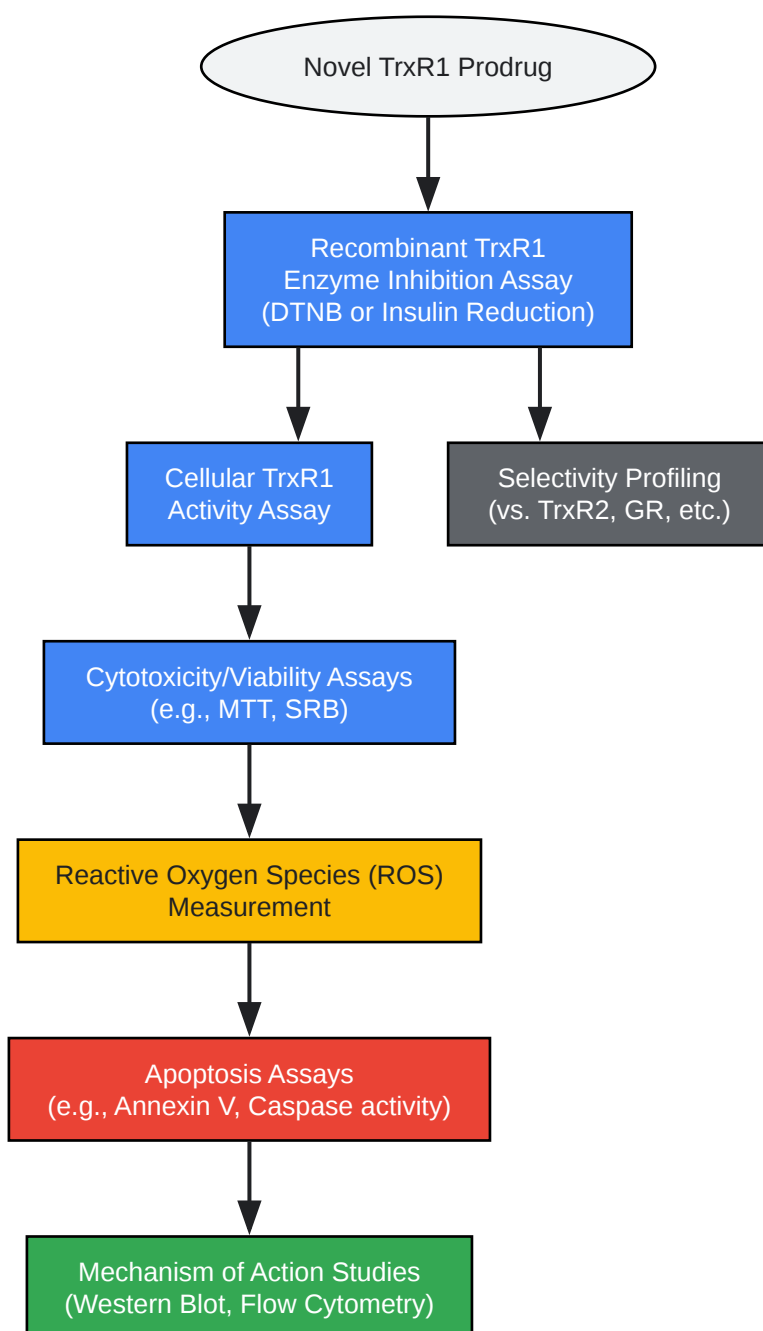 Novel TrxR1 Prodrug
Recombinant TrxR1
Enzyme Inhibition Assay
(DTNB or Insulin Reduction)
Cellular TrxR1
Activity Assay
Selectivity Profiling
(vs. TrxR2, GR, etc.)
Cytotoxicity/Viability Assays
(e.g., MTT, SRB)
Reactive Oxygen Species (ROS)
Measurement
Apoptosis Assays
(e.g., Annexin V, Caspase activity)
Mechanism of Action Studies
(Western Blot, Flow Cytometry)